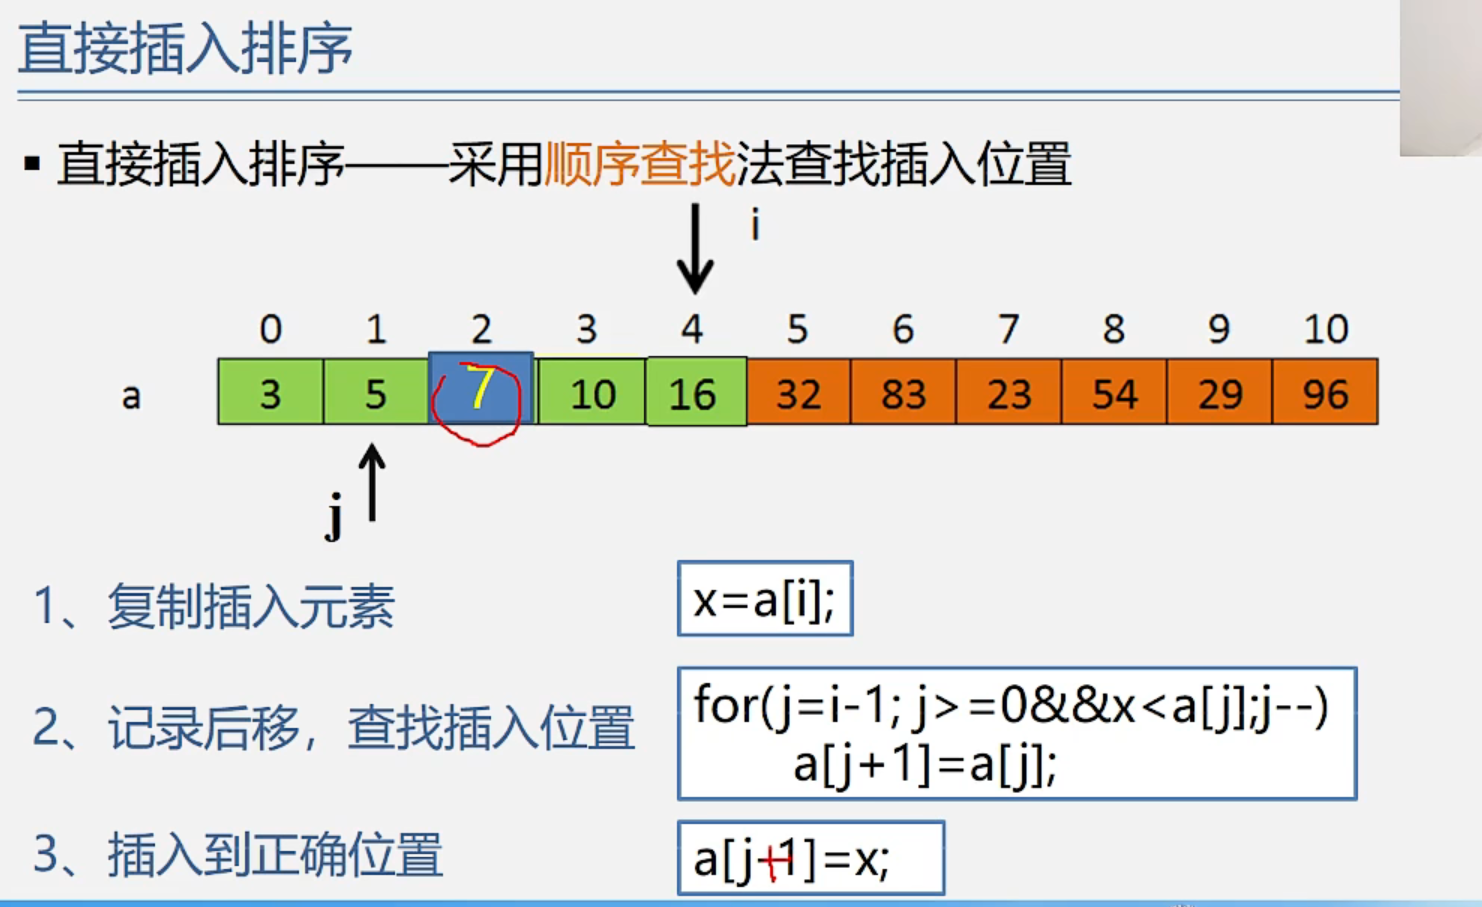 直接插入排序
▪ 直接插入排序——采用顺序查找法查找插入位置
i
0 1 2 3 4 5 6 7 8 9 10
a 3 5 7 10 16 32 83 23 54 29 96
j
1、复制插入元素 x=a[i];
2、记录后移，查找插入位置 for(j=i-1; j>=0&&x<a[j];j--)
a[j+1]=a[j];
3、插入到正确位置 a[j+1]=x;